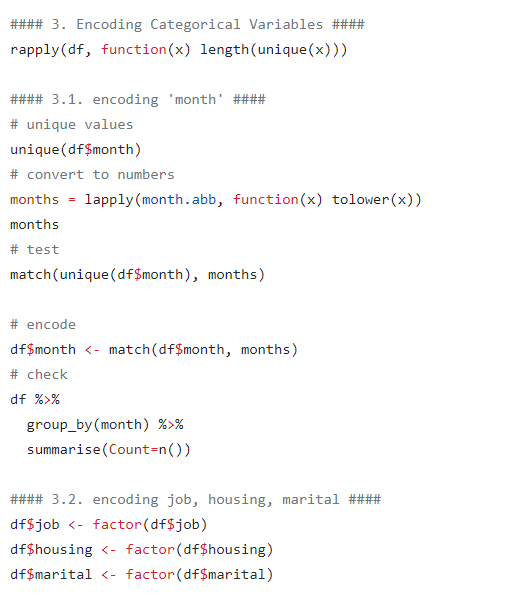 #### 3. Encoding Categorical Variables ####
rapply(df, function(x) length(unique(x)))
#### 3.1. encoding 'month' ####
# unique values
unique(df$month)
# convert to numbers
months = lapply(month.abb, function(x) tolower(x))
months
# test
match(unique(df$month), months)
# encode
df$month <- match(df$month, months)
# check
df %>%
  group_by(month) %>%
  summarise(Count=n())
#### 3.2. encoding job, housing, marital ####
df$job <- factor(df$job)
df$housing <- factor(df$housing)
df$marital <- factor(df$marital)